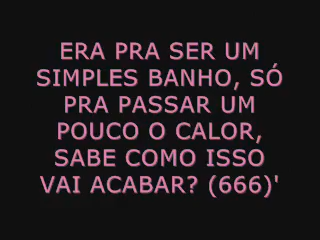 ERA PRA SER UM
SIMPLES BANHO, SÓ
PRA PASSAR UM
POUCO O CALOR,
SABE COMO ISSO
VAI ACABAR? (666)'